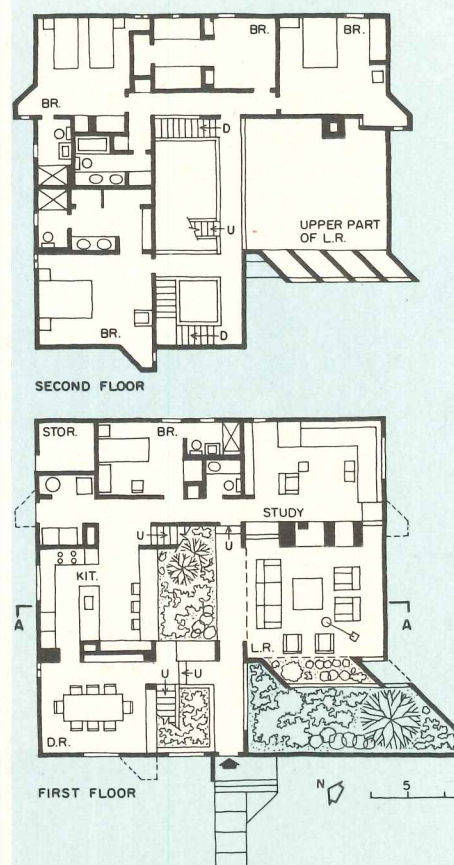 BR.
BR.
BR.
D
U
UPPER PART
OF L.R.
BR.
D
SECOND FLOOR
STOR.
BR.
STUDY
U
U
KIT.
A
A
L.R.
U
U
D.R.
FIRST FLOOR
N
5